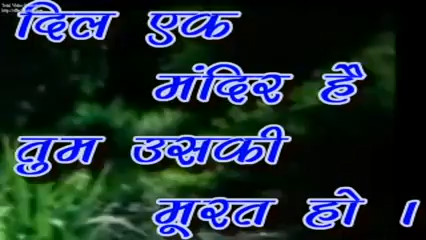 दिल एक
मंदिर है
तुम उसकी
मूरत हो ।